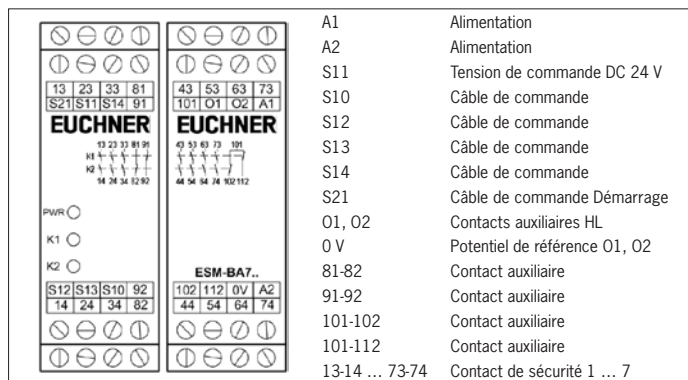 13 23 33 81
S21 S11 S14 91
EUCHNER
13 23 33 81 91
K1
K2
14 24 34 82 92
PWR
K1
K2
S12 S13 S10 92
14 24 34 82
43 53 63 73
101 O1 O2 A1
EUCHNER
43 53 63 73 101
44 54 64 74 102 112
ESM-BA7..
102 112 0V A2
44 54 64 74
A1 Alimentation
A2 Alimentation
S11 Tension de commande DC 24 V
S10 Câble de commande
S12 Câble de commande
S13 Câble de commande
S14 Câble de commande
S21 Câble de commande Démarrage
O1, O2 Contacts auxiliaires HL
0 V Potentiel de référence O1, O2
81-82 Contact auxiliaire
91-92 Contact auxiliaire
101-102 Contact auxiliaire
101-112 Contact auxiliaire
13-14 … 73-74 Contact de sécurité 1 … 7